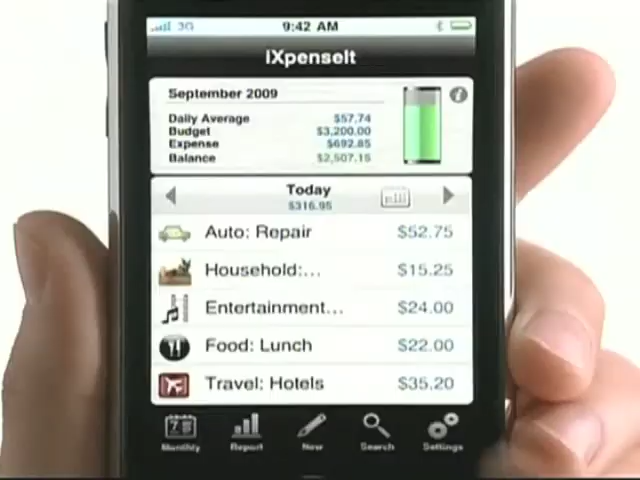 3G 9:42 AM
iXpenseIt
September 2009
Daily Average $57.74
Budget $3,200.00
Expense $692.85
Balance $2,507.15
Today
$316.95
Auto: Repair $52.75
Household:... $15.25
Entertainment... $24.00
Food: Lunch $22.00
Travel: Hotels $35.20
Monthly Report New Search Settings